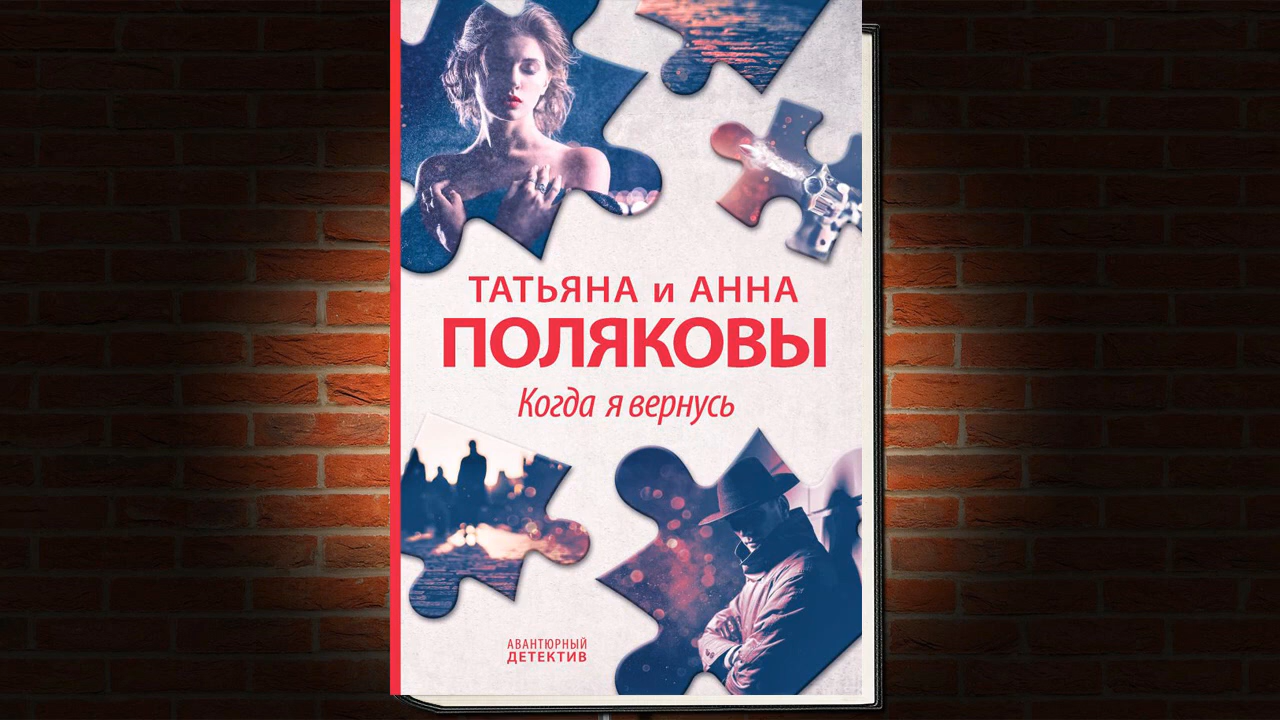 ТАТЬЯНА и АННА
ПОЛЯКОВЫ
Когда я вернусь
АВАНТЮРНЫЙ
ДЕТЕКТИВ